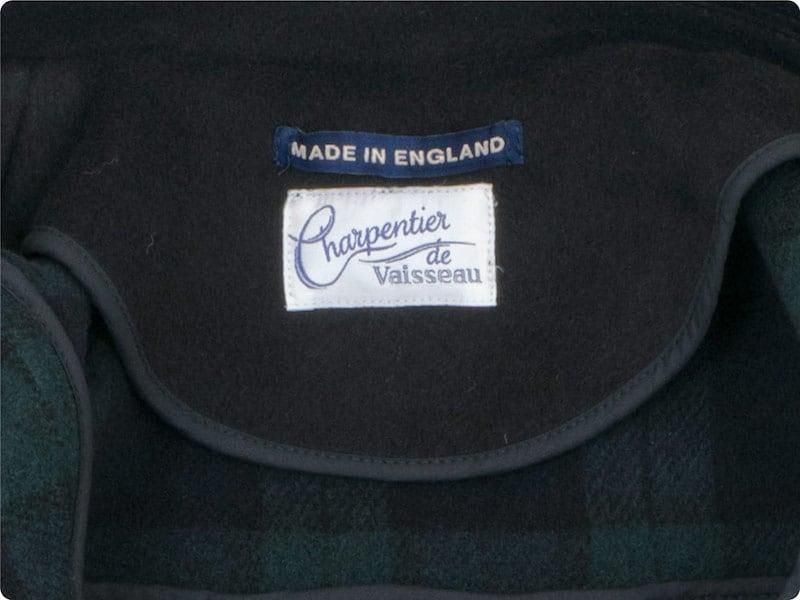 MADE IN ENGLAND
Charpentier
de
Vaisseau